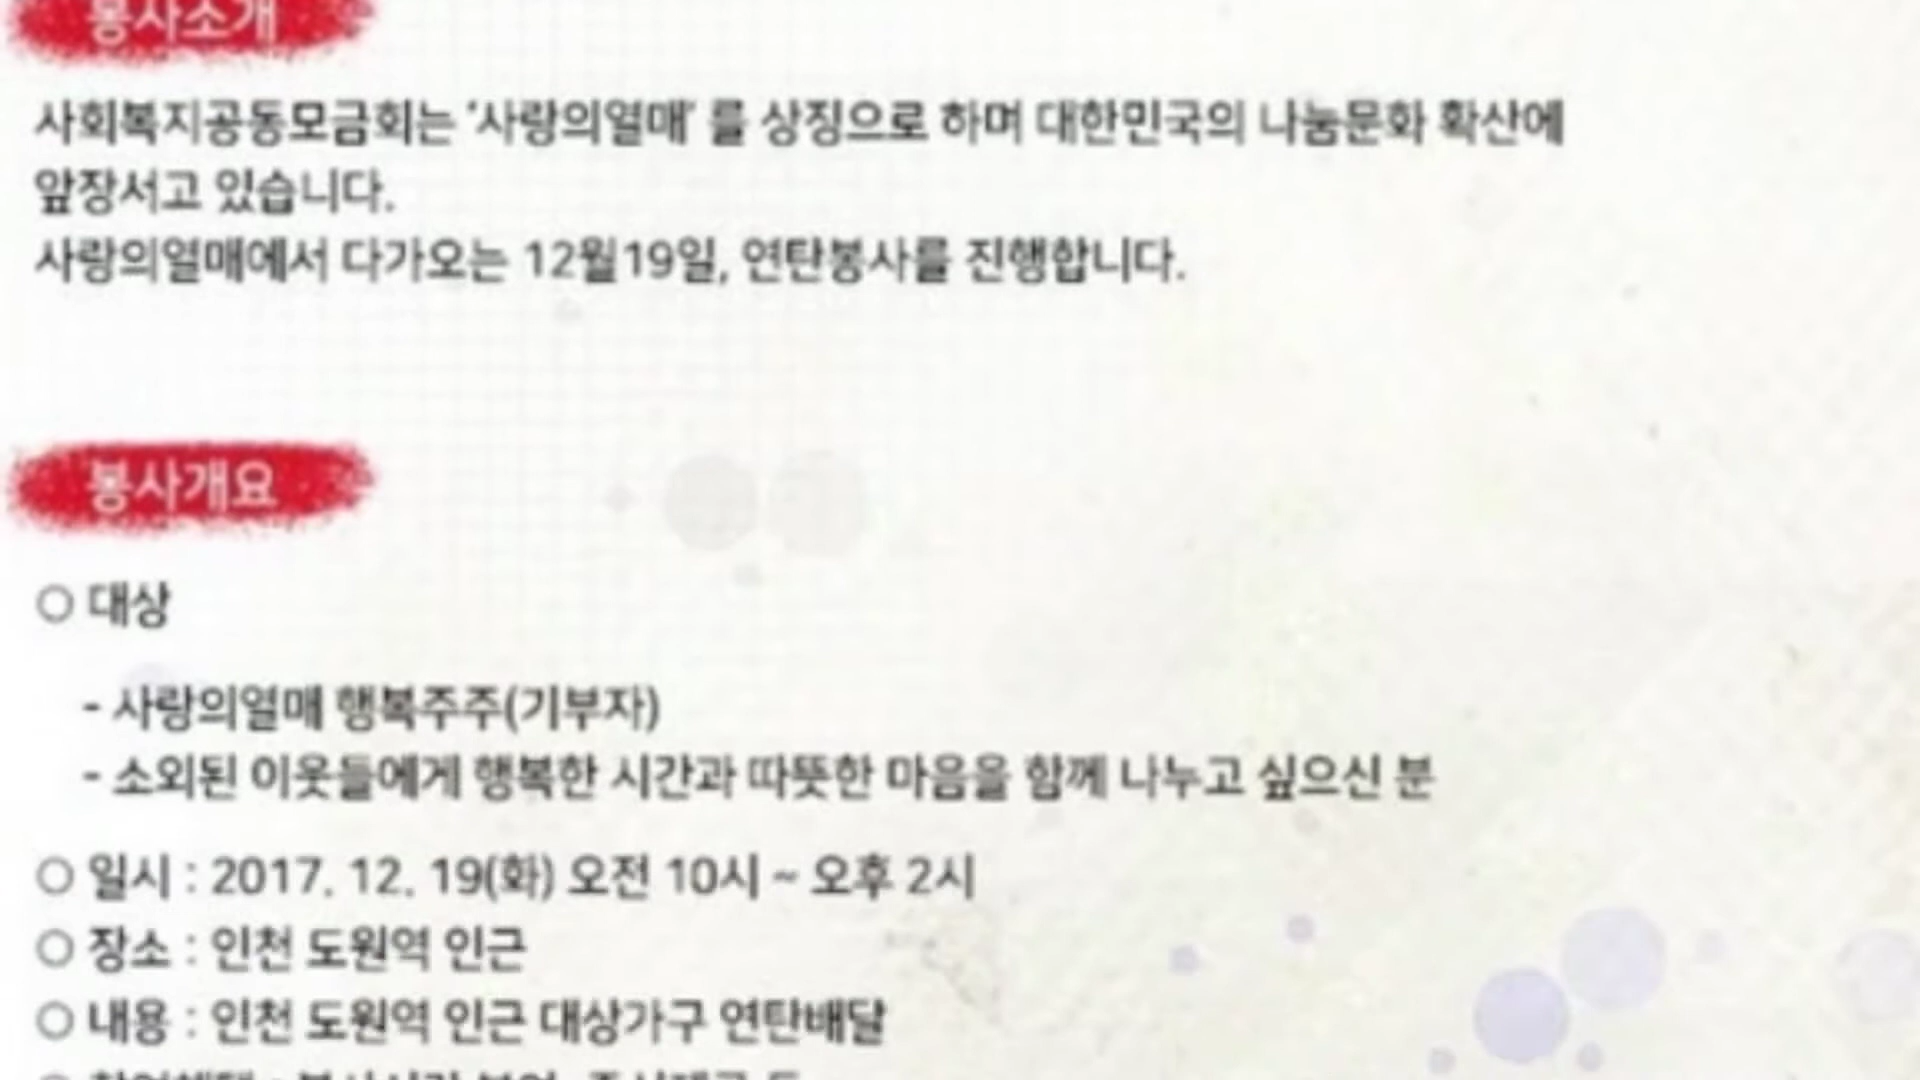 봉사소개
사회복지공동모금회는 '사랑의열매' 를 상징으로 하며 대한민국의 나눔문화 확산에
앞장서고 있습니다.
사랑의열매에서 다가오는 12월19일, 연탄봉사를 진행합니다.
봉사개요
○ 대상
- 사랑의열매 행복주주(기부자)
- 소외된 이웃들에게 행복한 시간과 따뜻한 마음을 함께 나누고 싶으신 분
○ 일시 : 2017. 12. 19(화) 오전 10시 ~ 오후 2시
○ 장소 : 인천 도원역 인근
○ 내용 : 인천 도원역 인근 대상가구 연탄배달